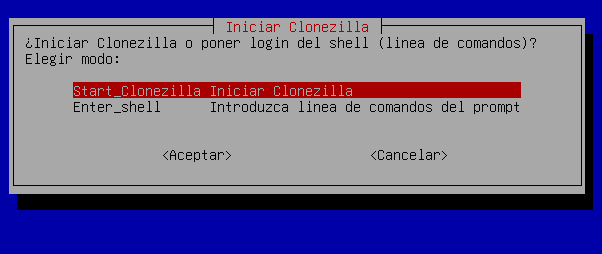 Iniciar Clonezilla
¿Iniciar Clonezilla o poner login del shell (linea de comandos)?
Elegir modo:
Start_Clonezilla Iniciar Clonezilla
Enter_shell Introduzca linea de comandos del prompt
<Aceptar> <Cancelar>